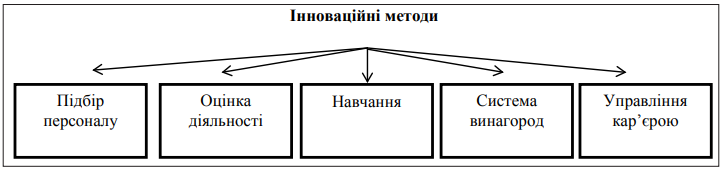 Інноваційні методи
Підбір
персоналу
Оцінка
діяльності
Навчання
Система
винагород
Управління
кар’єрою